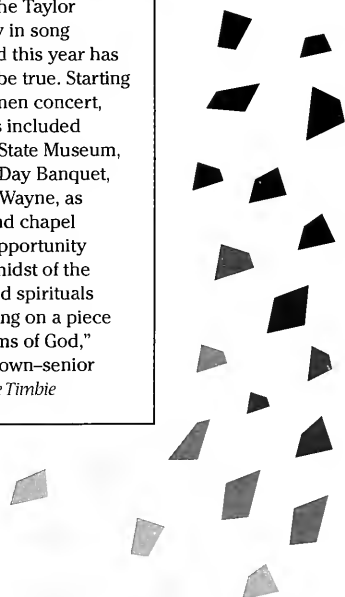 he Taylor
y in song
d this year has
be true. Starting
men concert,
s included
State Museum,
Day Banquet,
Wayne, as
nd chapel
pportunity
midst of the
d spirituals
ng on a piece
ns of God,"
own–senior
e Timbie